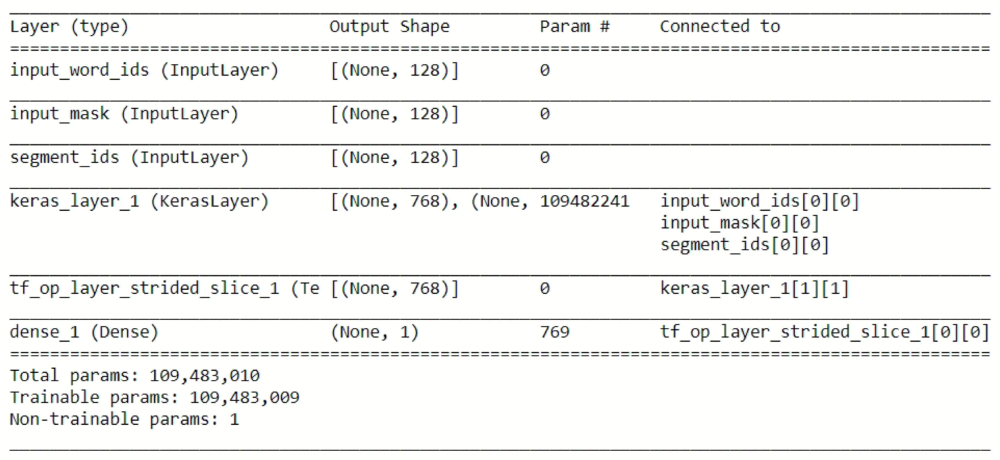 Layer (type) Output Shape Param # Connected to
input_word_ids (InputLayer) [(None, 128)] 0
input_mask (InputLayer) [(None, 128)] 0
segment_ids (InputLayer) [(None, 128)] 0
keras_layer_1 (KerasLayer) [(None, 768), (None, 109482241 input_word_ids[0][0]
input_mask[0][0]
segment_ids[0][0]
tf_op_layer_strided_slice_1 (Te [(None, 768)] 0 keras_layer_1[1][1]
dense_1 (Dense) (None, 1) 769 tf_op_layer_strided_slice_1[0][0]
Total params: 109,483,010
Trainable params: 109,483,009
Non-trainable params: 1